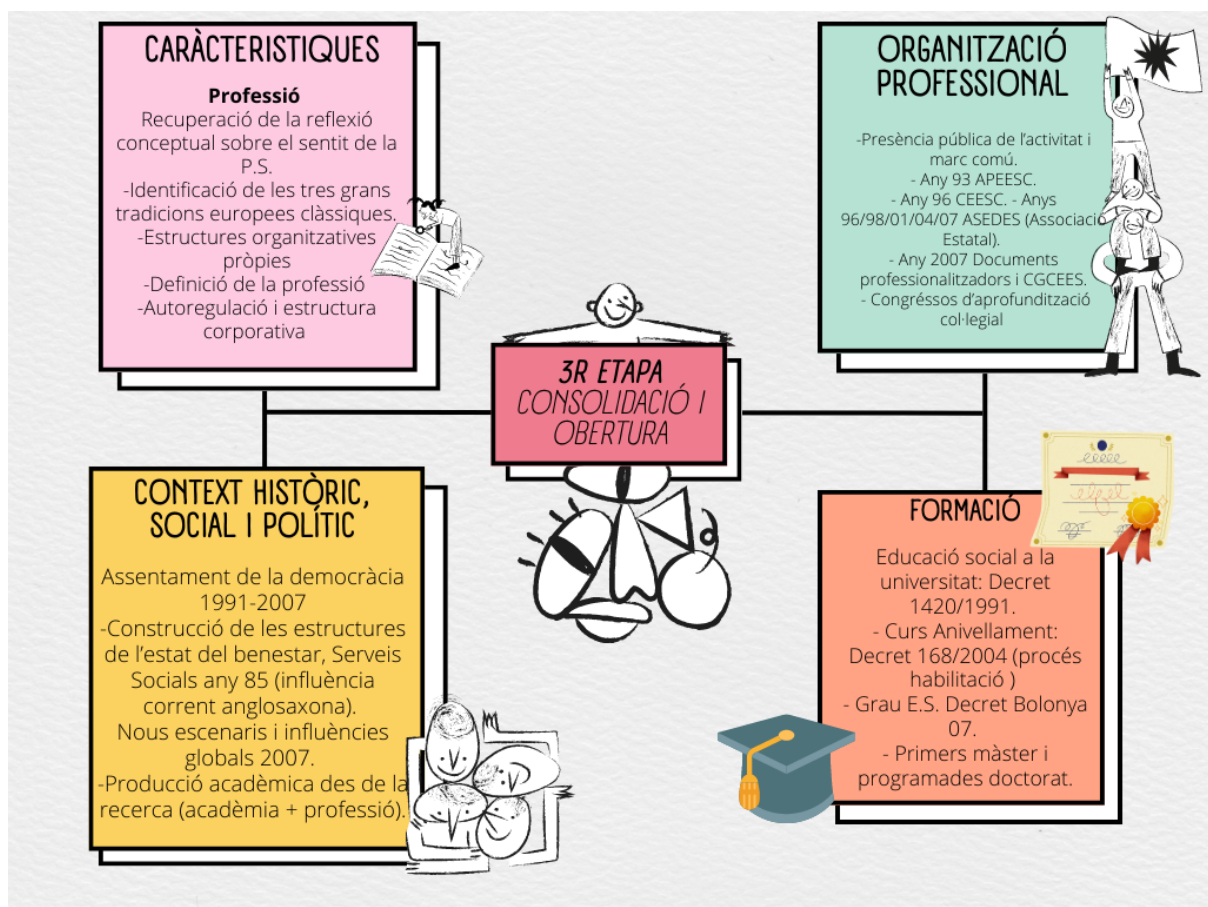 CARÀCTERISTIQUES
Professió
Recuperació de la reflexió
conceptual sobre el sentit de la
P.S.
-Identificació de les tres grans
tradicions europees clàssiques.
-Estructures organitzatives
pròpies
-Definició de la professió
-Autoregulació i estructura
corporativa
ORGANITZACIÓ
PROFESSIONAL
-Presència pública de l'activitat i
marc comú.
- Any 93 APEESC.
- Any 96 CEESC. - Anys
96/98/01/04/07 ASEDES (Associació
Estatal).
- Any 2007 Documents
professionalitzadors i CGCEES.
- Congréssos d'aprofundització
col·legial
3R ETAPA
CONSOLIDACIÓ I
OBERTURA
CONTEXT HISTÒRIC,
SOCIAL I POLÍTIC
Assentament de la democràcia
1991-2007
-Construcció de les estructures
de l'estat del benestar, Serveis
Socials any 85 (influència
corrent anglosaxona).
Nous escenaris i influències
globals 2007.
-Producció acadèmica des de la
recerca (acadèmia + professió).
FORMACIÓ
Educació social a la
universitat: Decret
1420/1991.
- Curs Anivellament:
Decret 168/2004 (procés
habilitació )
- Grau E.S. Decret Bolonya
07.
- Primers màster i
programades doctorat.